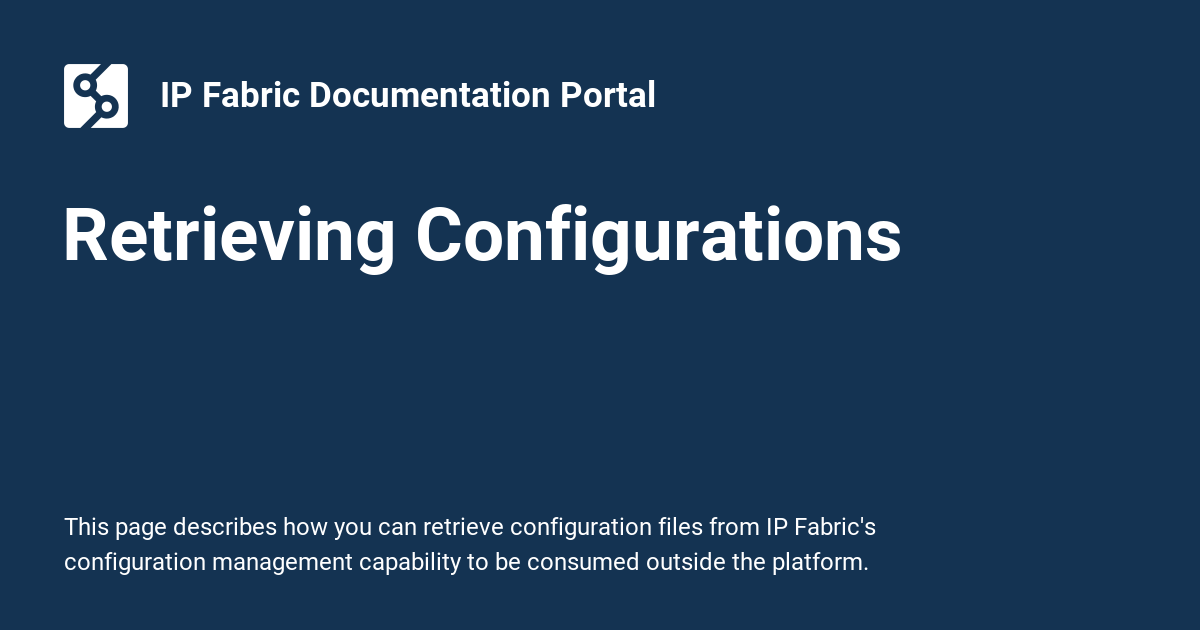 IP Fabric Documentation Portal
Retrieving Configurations
This page describes how you can retrieve configuration files from IP Fabric's
configuration management capability to be consumed outside the platform.